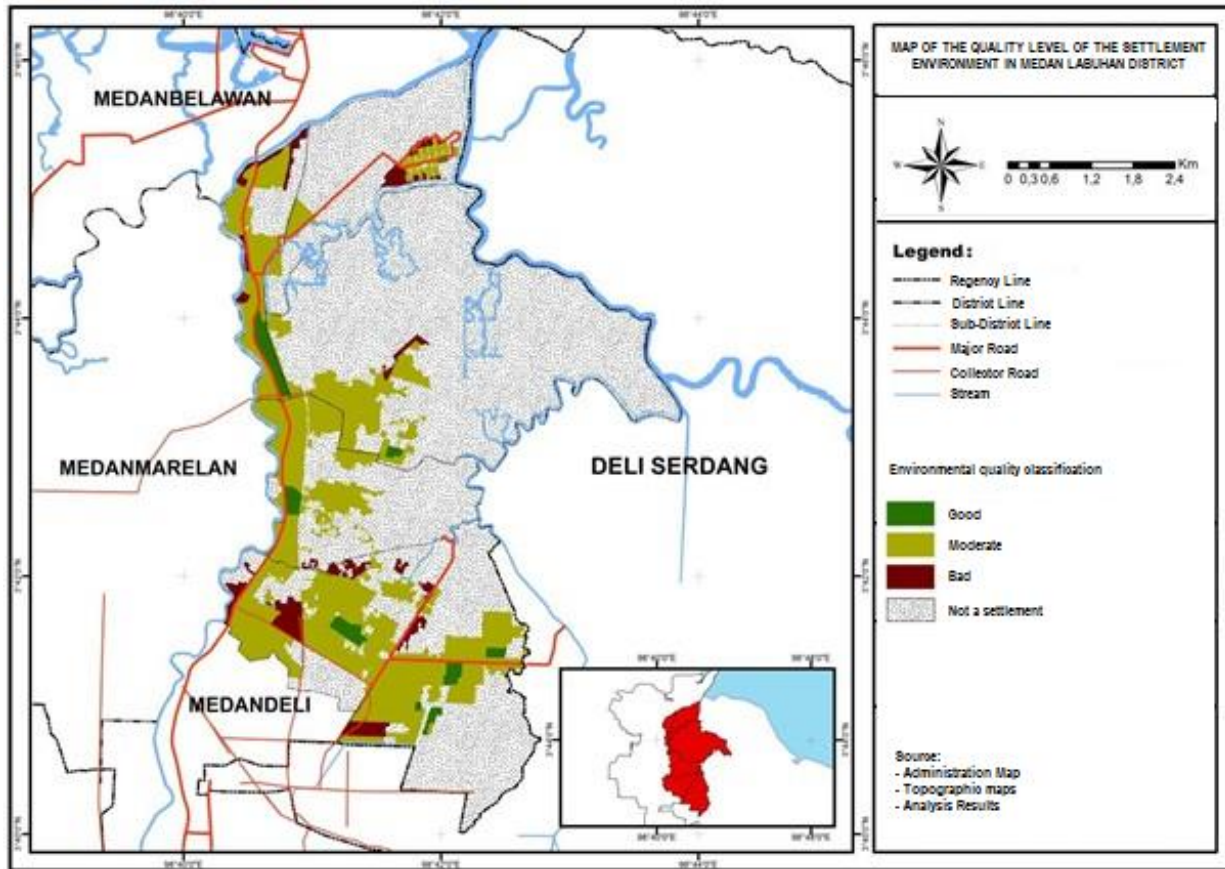 MAP OF THE QUALITY LEVEL OF THE SETTLEMENT
ENVIRONMENT IN MEDAN LABUHAN DISTRICT
N
W
E
S
Km
0 0,3 0,6 1,2 1,8 2,4
Legend:
Regency Line
District Line
Sub-District Line
Major Road
Collector Road
Stream
Environmental quality classification
Good
Moderate
Bad
Not a settlement
Source:
- Administration Map
- Topographic maps
- Analysis Results
MEDANBELAWAN
MEDANMARELAN
DELI SERDANG
MEDANDELI